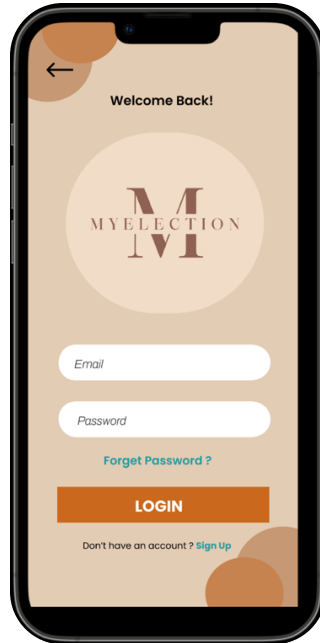 Welcome Back!
M
MYELECTION
Email
Password
Forget Password ?
LOGIN
Don't have an account ? Sign Up